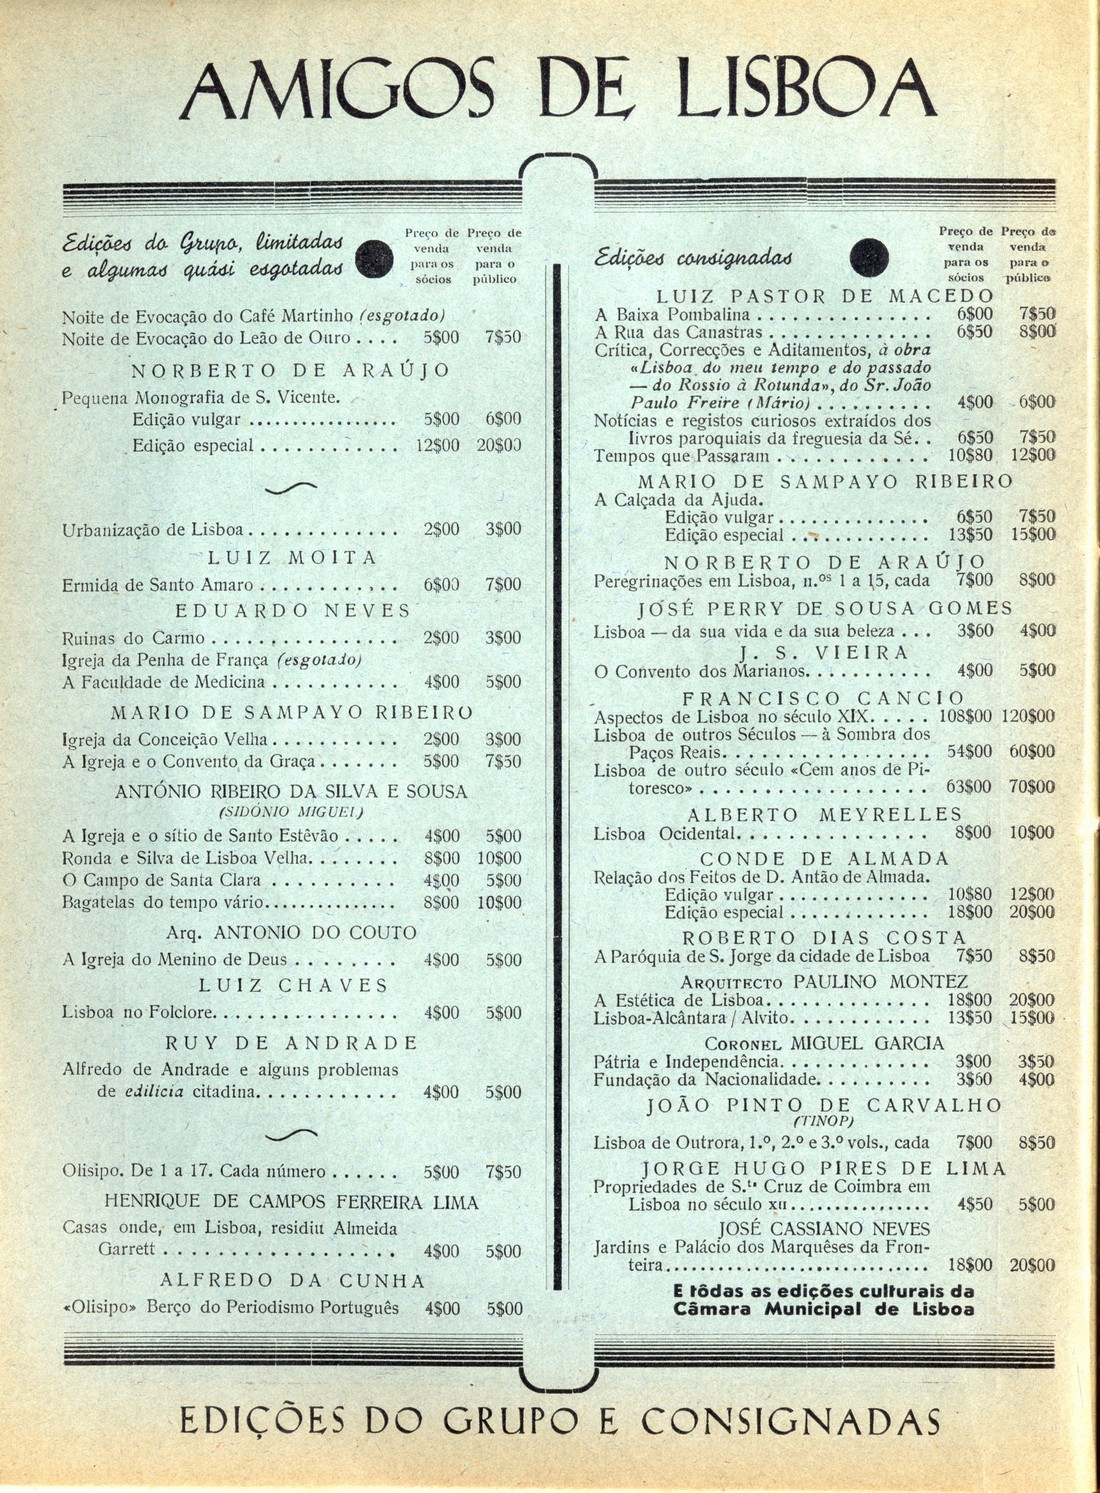 AMIGOS DE LISBOA
Edições do Grupo, limitadas
e algumas quási esgotadas
Preço de venda para os sócios
Preço de venda para o público
Noite de Evocação do Café Martinho (esgotado)
Noite de Evocação do Leão de Ouro . . . . 5$00 7$50
NORBERTO DE ARAÚJO
Pequena Monografia de S. Vicente.
Edição vulgar . . . . . . . . . . . . . . . . 5$00 6$00
Edição especial . . . . . . . . . . . . 12$00 20$00
Urbanização de Lisboa . . . . . . . . . . . . . 2$00 3$00
LUIZ MOITA
Ermida de Santo Amaro . . . . . . . . . . . . 6$00 7$00
EDUARDO NEVES
Ruinas do Carmo . . . . . . . . . . . . . . . . 2$00 3$00
Igreja da Penha de França (esgotado)
A Faculdade de Medicina . . . . . . . . . . . 4$00 5$00
MARIO DE SAMPAYO RIBEIRO
Igreja da Conceição Velha . . . . . . . . . . . 2$00 3$00
A Igreja e o Convento da Graça . . . . . . . 5$00 7$50
ANTÓNIO RIBEIRO DA SILVA E SOUSA
(SIDÓNIO MIGUEL)
A Igreja e o sítio de Santo Estêvão . . . . . 4$00 5$00
Ronda e Silva de Lisboa Velha. . . . . . . . 8$00 10$00
O Campo de Santa Clara . . . . . . . . . . 4$00 5$00
Bagatelas do tempo vário. . . . . . . . . . . . . . 8$00 10$00
Arq. ANTONIO DO COUTO
A Igreja do Menino de Deus . . . . . . . . 4$00 5$00
LUIZ CHAVES
Lisboa no Folclore. . . . . . . . . . . . . . . 4$00 5$00
RUY DE ANDRADE
Alfredo de Andrade e alguns problemas
de edilícia citadina. . . . . . . . . . . . 4$00 5$00
Olisipo. De 1 a 17. Cada número . . . . . . 5$00 7$50
HENRIQUE DE CAMPOS FERREIRA LIMA
Casas onde, em Lisboa, residiu Almeida
Garrett . . . . . . . . . . . . . . . . . . . 4$00 5$00
ALFREDO DA CUNHA
«Olisipo» Berço do Periodismo Português 4$00 5$00
Edições consignadas
Preço de venda para os sócios
Preço de venda para o público
LUIZ PASTOR DE MACEDO
A Baixa Pombalina . . . . . . . . . . . . . . . 6$00 7$50
A Rua das Canastras . . . . . . . . . . . . . . 6$50 8$00
Crítica, Correcções e Aditamentos, à obra
«Lisboa do meu tempo e do passado
— do Rossio à Rotunda», do Sr. João
Paulo Freire (Mário) . . . . . . . . . . 4$00 6$00
Notícias e registos curiosos extraídos dos
livros paroquiais da freguesia da Sé. . 6$50 7$50
Tempos que Passaram . . . . . . . . . . . . 10$80 12$00
MARIO DE SAMPAYO RIBEIRO
A Calçada da Ajuda.
Edição vulgar . . . . . . . . . . . . . 6$50 7$50
Edição especial . . . . . . . . . . . . 13$50 15$00
NORBERTO DE ARAÚJO
Peregrinações em Lisboa, n.ºˢ 1 a 15, cada 7$00 8$00
JOSÉ PERRY DE SOUSA GOMES
Lisboa — da sua vida e da sua beleza . . . 3$60 4$00
J. S. VIEIRA
O Convento dos Marianos. . . . . . . . . . . 4$00 5$00
FRANCISCO CANCIO
Aspectos de Lisboa no século XIX. . . . . 108$00 120$00
Lisboa de outros Séculos — à Sombra dos
Paços Reais. . . . . . . . . . . . . . . . 54$00 60$00
Lisboa de outro século «Cem anos de Pi-
toresco» . . . . . . . . . . . . . . . . . . 63$00 70$00
ALBERTO MEYRELLES
Lisboa Ocidental. . . . . . . . . . . . . . . 8$00 10$00
CONDE DE ALMADA
Relação dos Feitos de D. Antão de Almada.
Edição vulgar . . . . . . . . . . . . . 10$80 12$00
Edição especial . . . . . . . . . . . . 18$00 20$00
ROBERTO DIAS COSTA
A Paróquia de S. Jorge da cidade de Lisboa 7$50 8$50
ARQUITECTO PAULINO MONTEZ
A Estética de Lisboa. . . . . . . . . . . . . . 18$00 20$00
Lisboa-Alcântara / Alvito. . . . . . . . . . . . 13$50 15$00
CORONEL MIGUEL GARCIA
Pátria e Independência. . . . . . . . . . . . . 3$00 3$50
Fundação da Nacionalidade. . . . . . . . . . 3$60 4$00
JOÃO PINTO DE CARVALHO
(TINOP)
Lisboa de Outrora, 1.º, 2.º e 3.º vols., cada 7$00 8$50
JORGE HUGO PIRES DE LIMA
Propriedades de S.ᵗᵃ Cruz de Coimbra em
Lisboa no século XII. . . . . . . . . . . . . . . 4$50 5$00
JOSÉ CASSIANO NEVES
Jardins e Palácio dos Marquêses da Fron-
teira. . . . . . . . . . . . . . . . . . . . . . . . . . . . 18$00 20$00
E tôdas as edições culturais da
Câmara Municipal de Lisboa
EDIÇÕES DO GRUPO E CONSIGNADAS